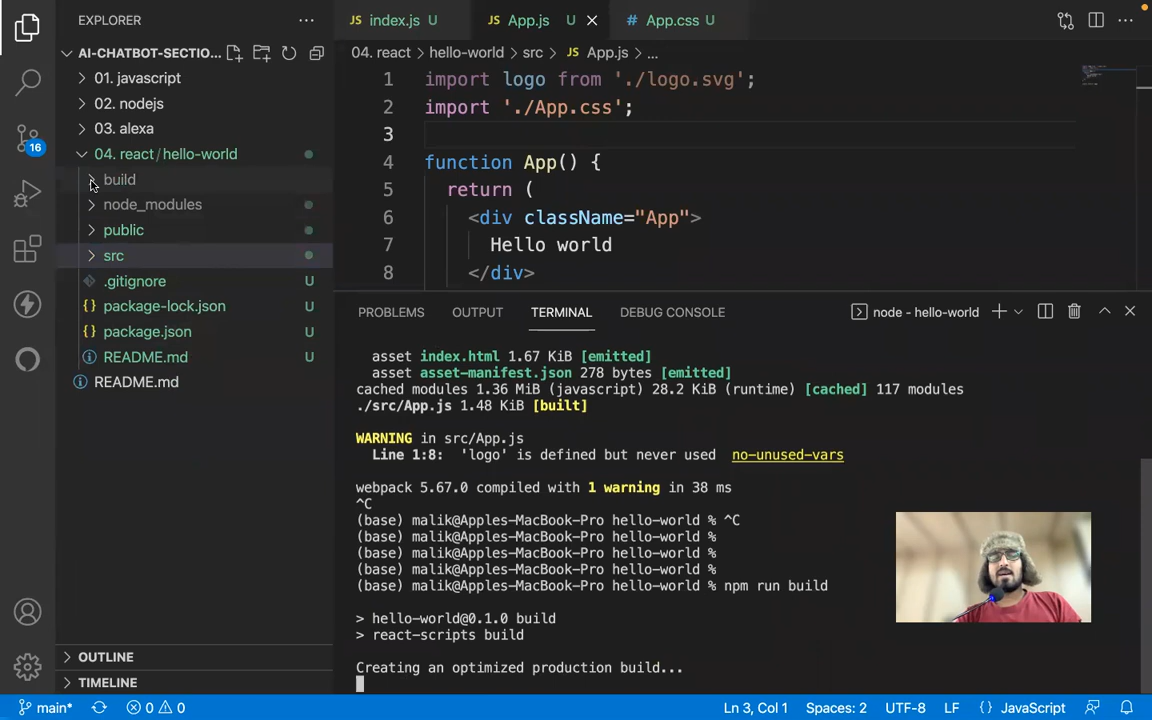 EXPLORER
AI-CHATBOT-SECTIO...
01. javascript
02. nodejs
03. alexa
04. react / hello-world
build
node_modules
public
src
.gitignore U
{} package-lock.json U
{} package.json U
README.md U
README.md
OUTLINE
TIMELINE
16
JS index.js U
JS App.js U
# App.css U
04. react > hello-world > src > JS App.js > ...
1 import logo from './logo.svg';
2 import './App.css';
3
4 function App() {
5 return (
6 <div className="App">
7 Hello world
8 </div>
PROBLEMS OUTPUT TERMINAL DEBUG CONSOLE
node - hello-world
asset index.html 1.67 KiB [emitted]
asset asset-manifest.json 278 bytes [emitted]
cached modules 1.36 MiB (javascript) 28.2 KiB (runtime) [cached] 117 modules
./src/App.js 1.48 KiB [built]
WARNING in src/App.js
Line 1:8: 'logo' is defined but never used no-unused-vars
webpack 5.67.0 compiled with 1 warning in 38 ms
^C
(base) malik@Apples-MacBook-Pro hello-world % ^C
(base) malik@Apples-MacBook-Pro hello-world %
(base) malik@Apples-MacBook-Pro hello-world %
(base) malik@Apples-MacBook-Pro hello-world %
(base) malik@Apples-MacBook-Pro hello-world % npm run build
> hello-world@0.1.0 build
> react-scripts build
Creating an optimized production build...
main* 0 0 Ln 3, Col 1 Spaces: 2 UTF-8 LF {} JavaScript